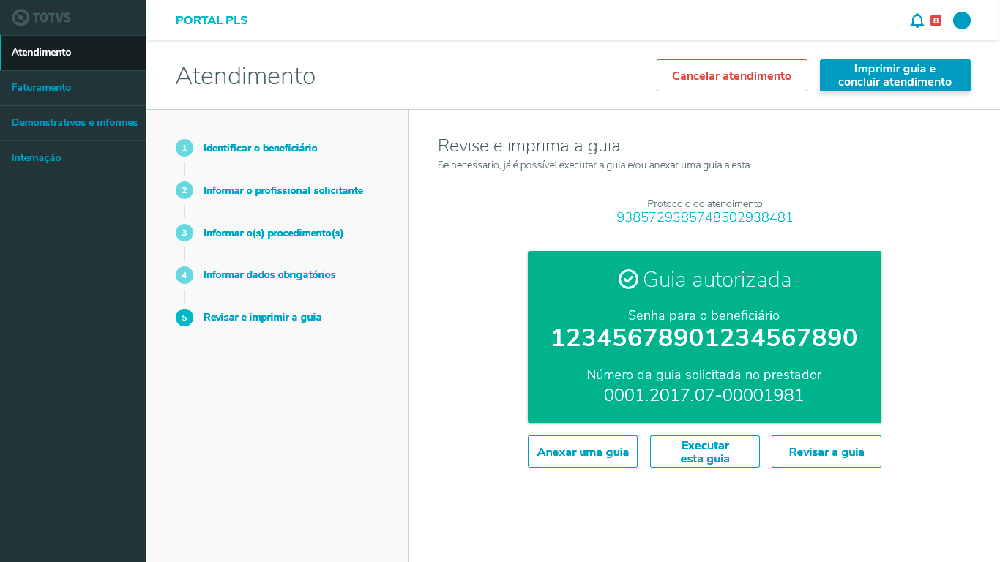 TOTVS
Atendimento
Faturamento
Demonstrativos e informes
Internação
PORTAL PLS
8
Atendimento
Cancelar atendimento
Imprimir guia e
concluir atendimento
1 Identificar o beneficiário
2 Informar o profissional solicitante
3 Informar o(s) procedimento(s)
4 Informar dados obrigatórios
5 Revisar e imprimir a guia
Revise e imprima a guia
Se necessario, já é possível executar a guia e/ou anexar uma guia a esta
Protocolo do atendimento
9385729385748502938481
Guia autorizada
Senha para o beneficiário
12345678901234567890
Número da guia solicitada no prestador
0001.2017.07-00001981
Anexar uma guia
Executar
esta guia
Revisar a guia